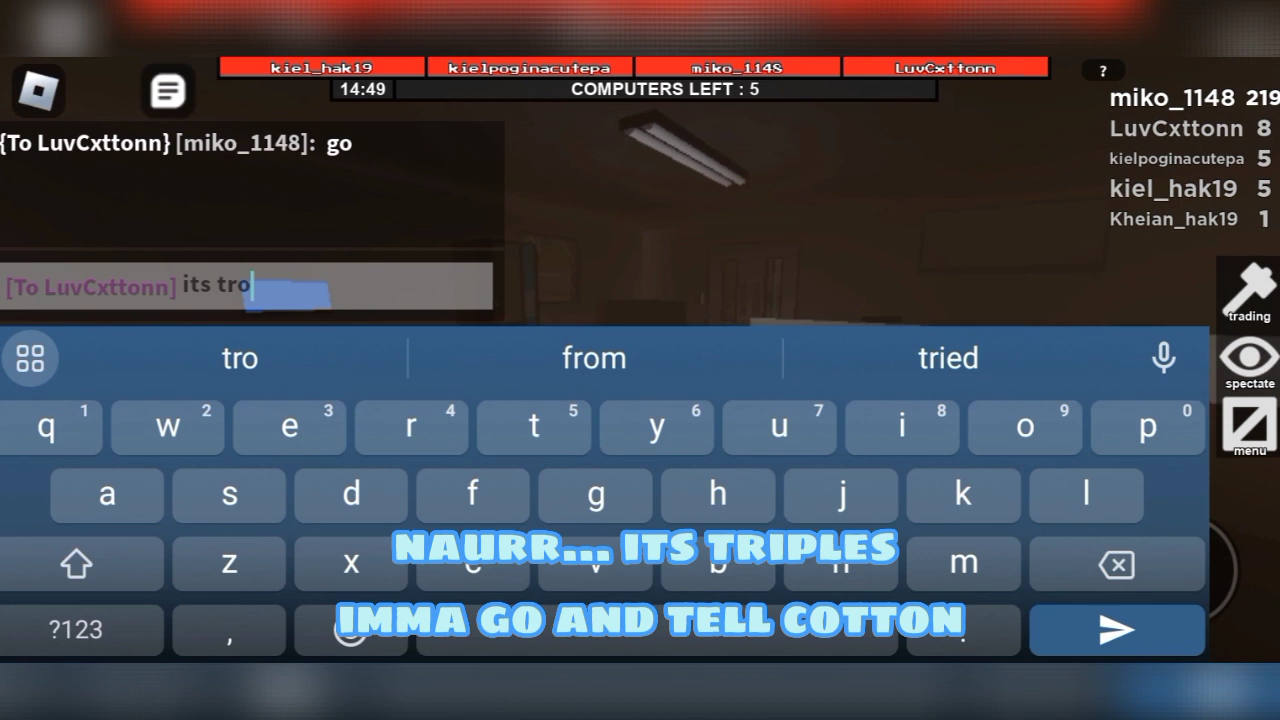 kiel_hak19 kielpoginacutepa miko_1148 LuvCxttonn ?
14:49 COMPUTERS LEFT : 5
miko_1148 219
LuvCxttonn 8
kielpoginacutepa 5
kiel_hak19 5
Kheian_hak19 1
{To LuvCxttonn} [miko_1148]: go
[To LuvCxttonn] its tro
trading
spectate
menu
tro from tried
q 1 w 2 e 3 r 4 t 5 y 6 u 7 i 8 o 9 p 0
a s d f g h j k l
NAURR... ITS TRIPLES
z x c v b n m
IMMA GO AND TELL COTTON
?123 , .